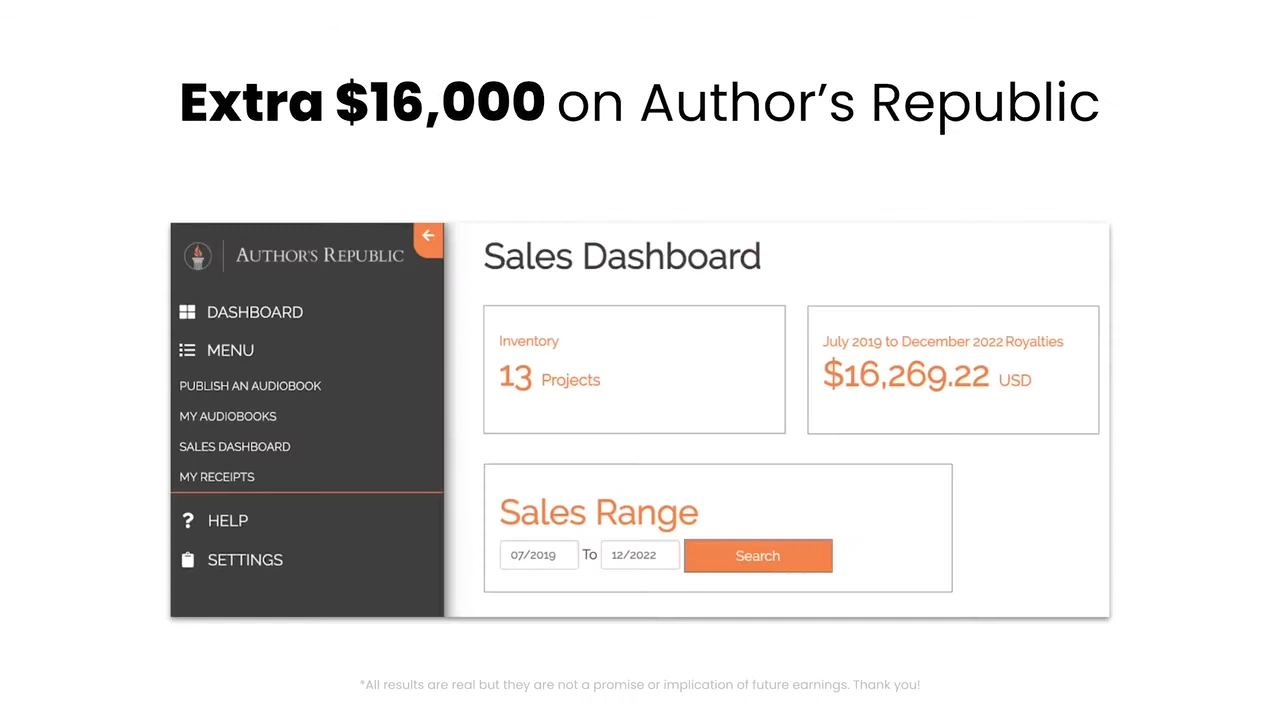 Extra $16,000 on Author’s Republic
AUTHOR'S REPUBLIC
DASHBOARD
MENU
PUBLISH AN AUDIOBOOK
MY AUDIOBOOKS
SALES DASHBOARD
MY RECEIPTS
? HELP
SETTINGS
Sales Dashboard
Inventory
13 Projects
July 2019 to December 2022 Royalties
$16,269.22 USD
Sales Range
07/2019 To 12/2022 Search
*All results are real but they are not a promise or implication of future earnings. Thank you!